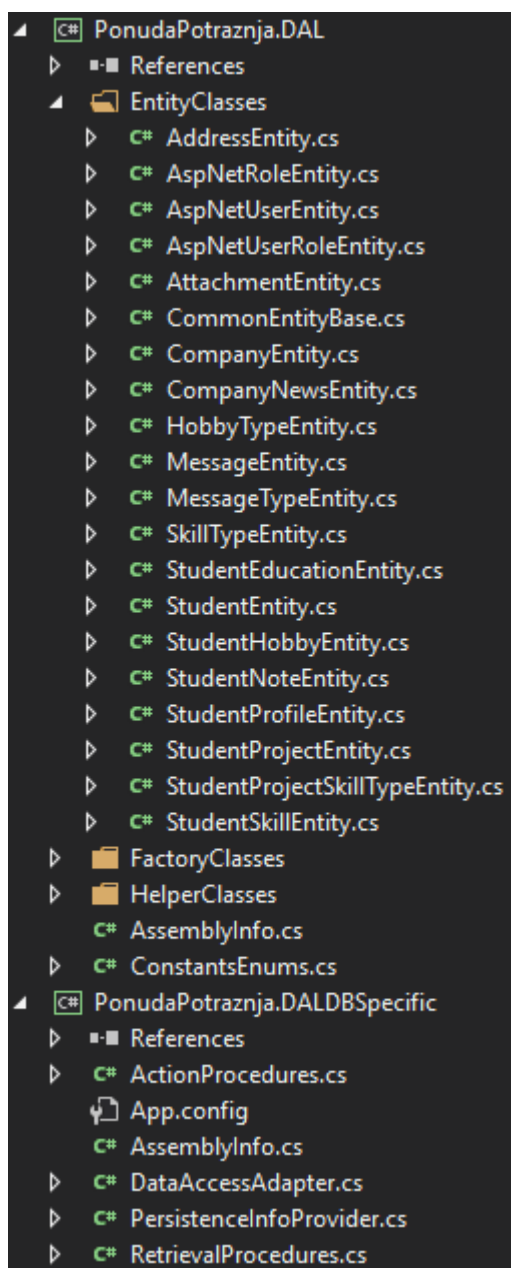 C# PonudaPotraznja.DAL
References
EntityClasses
C# AddressEntity.cs
C# AspNetRoleEntity.cs
C# AspNetUserEntity.cs
C# AspNetUserRoleEntity.cs
C# AttachmentEntity.cs
C# CommonEntityBase.cs
C# CompanyEntity.cs
C# CompanyNewsEntity.cs
C# HobbyTypeEntity.cs
C# MessageEntity.cs
C# MessageTypeEntity.cs
C# SkillTypeEntity.cs
C# StudentEducationEntity.cs
C# StudentEntity.cs
C# StudentHobbyEntity.cs
C# StudentNoteEntity.cs
C# StudentProfileEntity.cs
C# StudentProjectEntity.cs
C# StudentProjectSkillTypeEntity.cs
C# StudentSkillEntity.cs
FactoryClasses
HelperClasses
C# AssemblyInfo.cs
C# ConstantsEnums.cs
C# PonudaPotraznja.DALDBSpecific
References
C# ActionProcedures.cs
App.config
C# AssemblyInfo.cs
C# DataAccessAdapter.cs
C# PersistenceInfoProvider.cs
C# RetrievalProcedures.cs